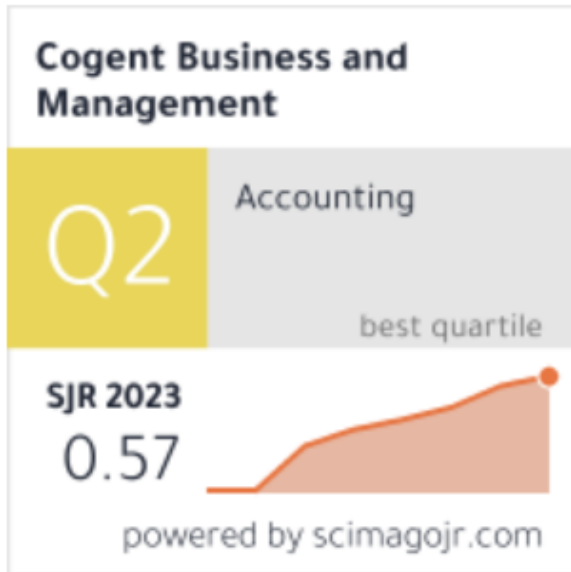 Cogent Business and
Management
Q2
Accounting
best quartile
SJR 2023
0.57
powered by scimagojr.com